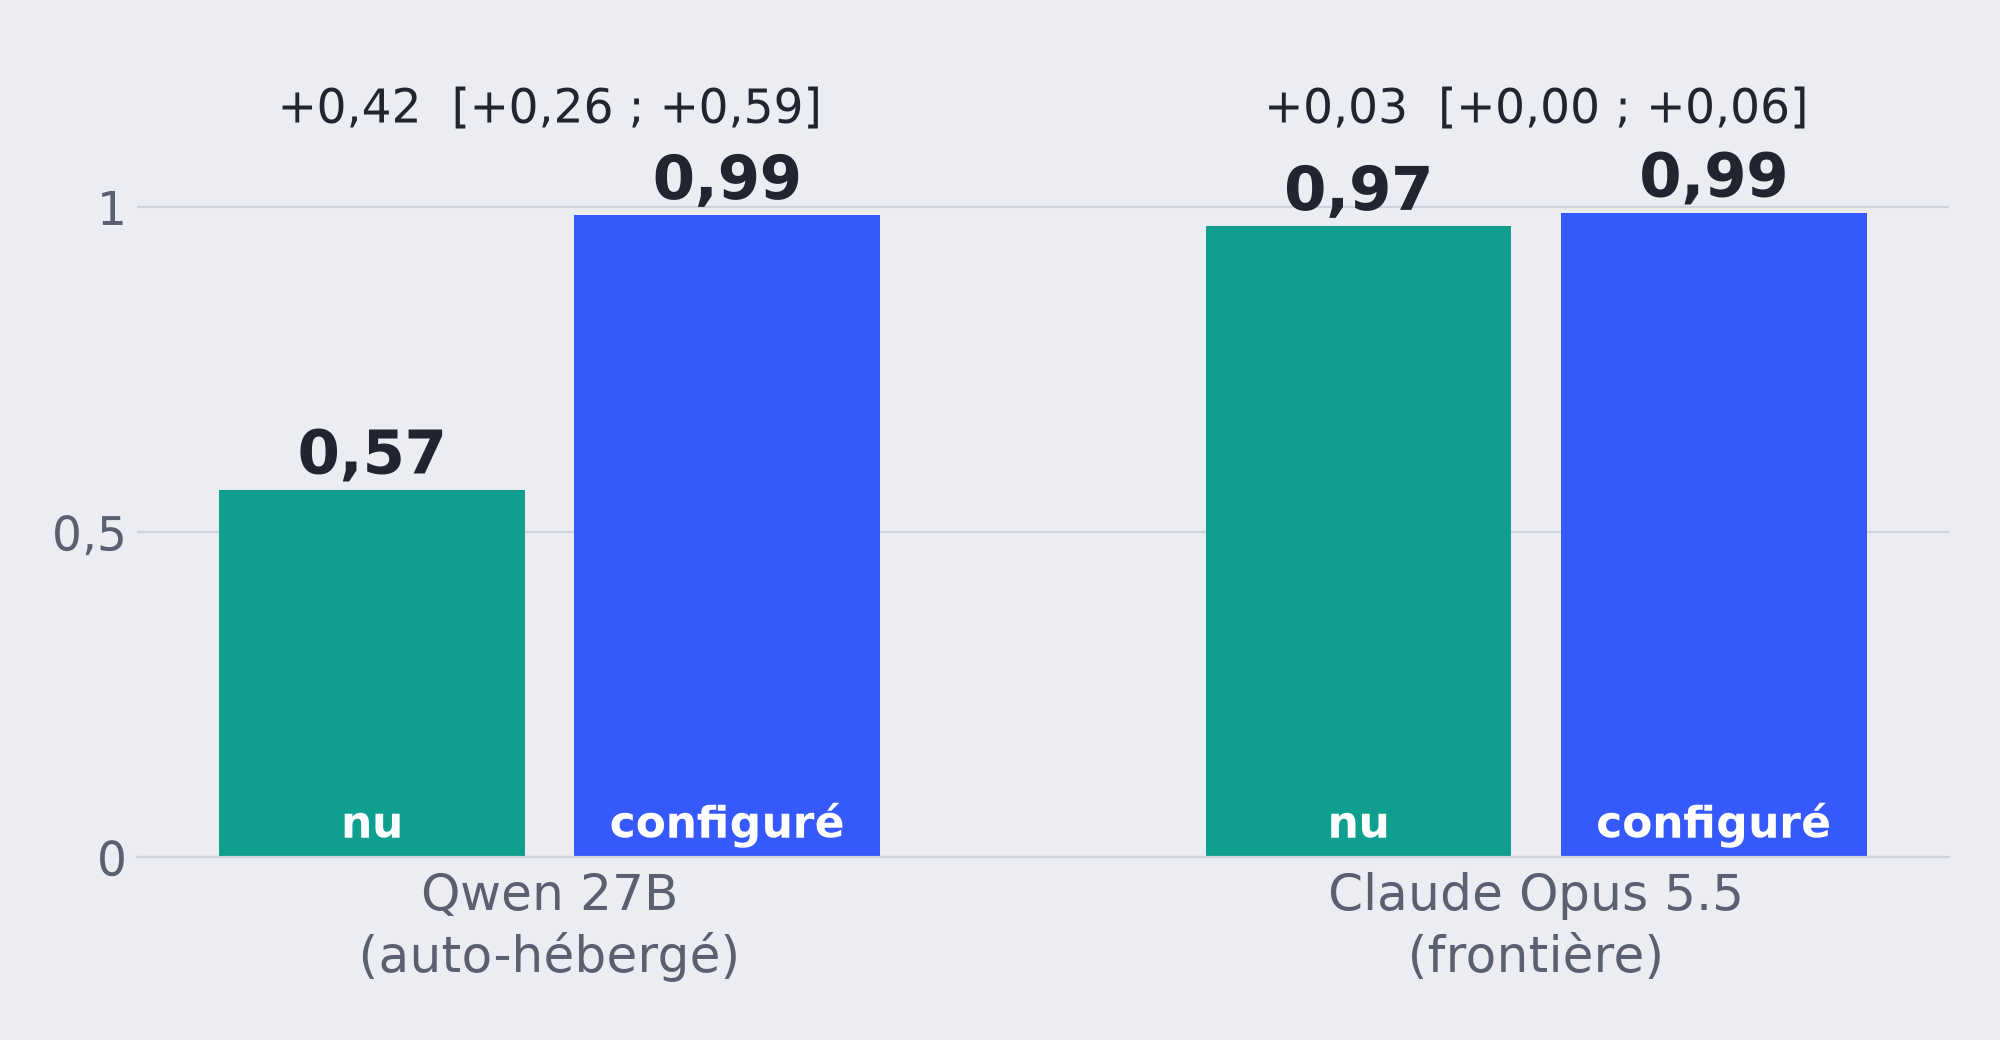 +0,42 [+0,26 ; +0,59]
+0,03 [+0,00 ; +0,06]
0,99
0,97
0,99
1
0,57
0,5
nu
configuré
nu
configuré
0
Qwen 27B
(auto-hébergé)
Claude Opus 5.5
(frontière)